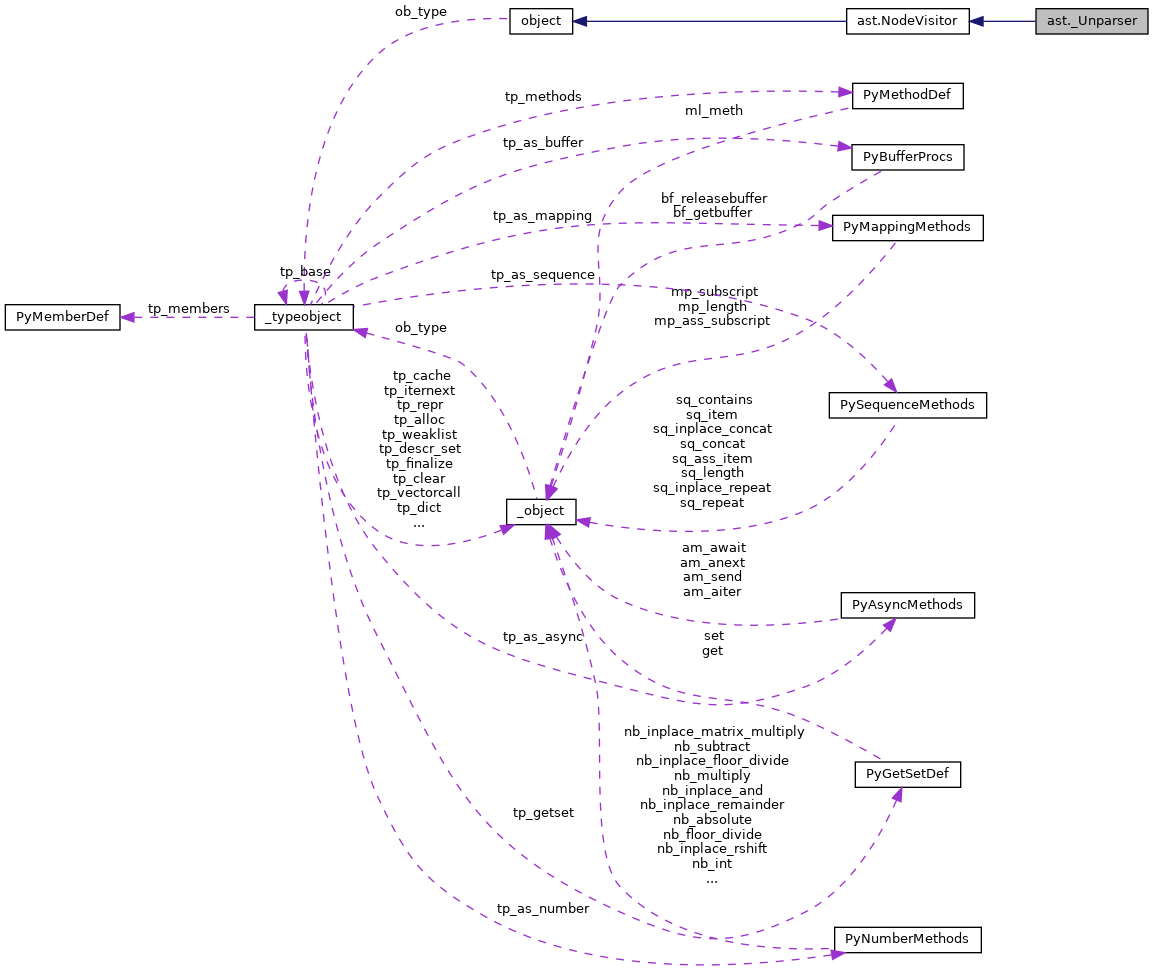 ob_type
object
ast.NodeVisitor
ast._Unparser
tp_methods
PyMethodDef
ml_meth
tp_as_buffer
PyBufferProcs
bf_releasebuffer
bf_getbuffer
tp_as_mapping
PyMappingMethods
tp_base
tp_as_sequence
mp_subscript
mp_length
mp_ass_subscript
PyMemberDef
tp_members
_typeobject
ob_type
tp_cache
tp_iternext
tp_repr
tp_alloc
tp_weaklist
tp_descr_set
tp_finalize
tp_clear
tp_vectorcall
tp_dict
...
sq_contains
sq_item
sq_inplace_concat
sq_concat
sq_ass_item
sq_length
sq_inplace_repeat
sq_repeat
PySequenceMethods
_object
am_await
am_anext
am_send
am_aiter
PyAsyncMethods
tp_as_async
set
get
nb_inplace_matrix_multiply
nb_subtract
nb_inplace_floor_divide
nb_multiply
nb_inplace_and
nb_inplace_remainder
nb_absolute
nb_floor_divide
nb_inplace_rshift
nb_int
...
PyGetSetDef
tp_getset
tp_as_number
PyNumberMethods